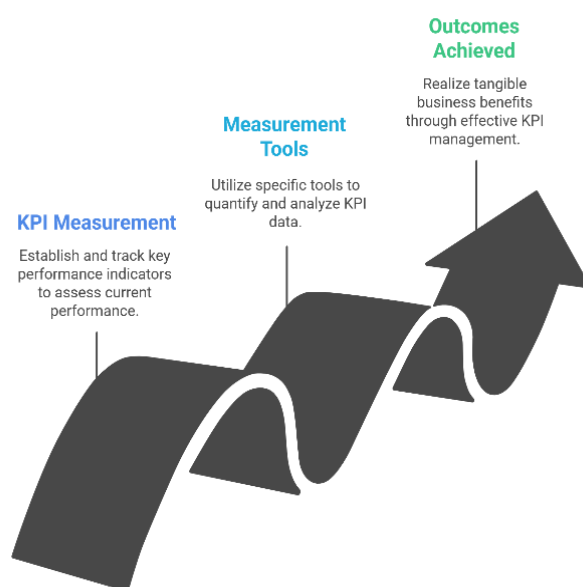 KPI Measurement
Establish and track key
performance indicators
to assess current
performance.
Measurement
Tools
Utilize specific tools to
quantify and analyze KPI
data.
Outcomes
Achieved
Realize tangible
business benefits
through effective KPI
management.